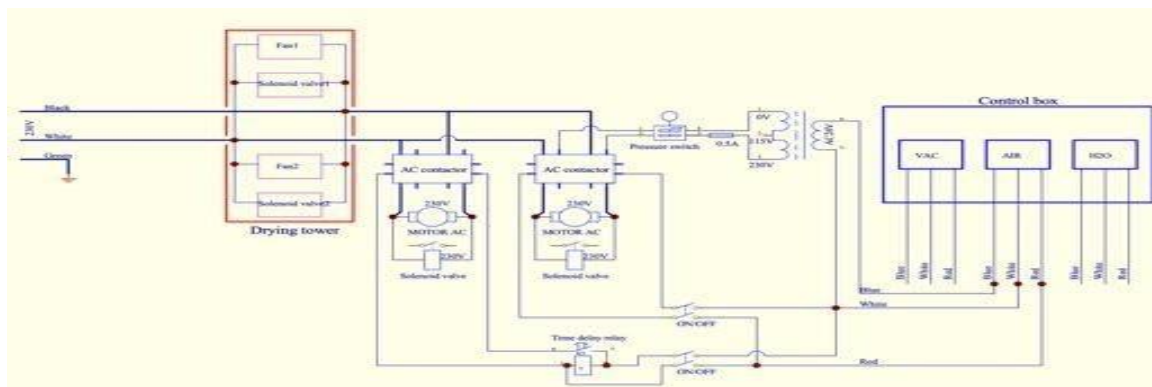 Fan1
Solenoid valve1
Black
230V
White
Green
Fan2
Solenoid valve2
Drying tower
AC contactor
AC contactor
230V
MOTOR AC
230V
Solenoid valve
230V
MOTOR AC
230V
Solenoid valve
Pressure switch
0.5A
0V
115V
230V
AC26V
Control box
VAC
AIR
H2O
Blue
White
Red
Blue
White
Red
Blue
White
Red
Blue
White
ON/OFF
Time delay relay
ON/OFF
Red